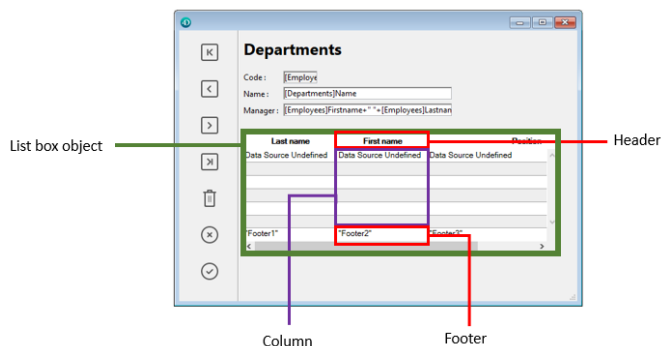 Departments
Code :
[Employe
Name :
[Departments]Name
Manager :
[Employees]Firstname+" "+[Employees]Lastnam
List box object
Last name
First name
Position
Header
Data Source Undefined
Data Source Undefined
Data Source Undefined
"Footer1"
"Footer2"
"Footer3"
Column
Footer